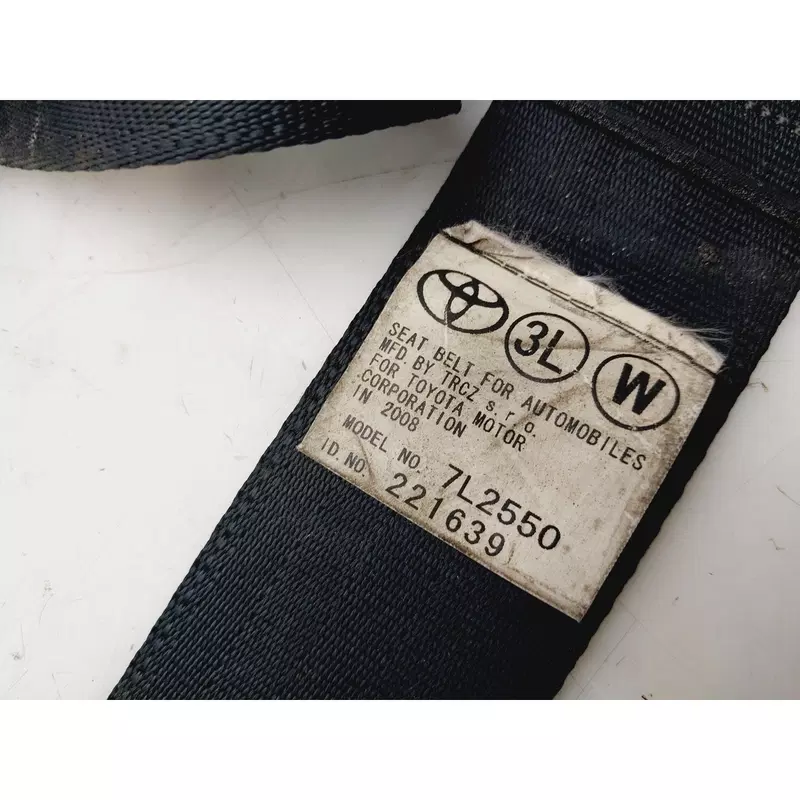 3L W
SEAT BELT FOR AUTOMOBILES
MFD. BY TRCZ s.r.o.
FOR TOYOTA MOTOR
CORPORATION
IN 2008
MODEL NO. 7L2550
ID.NO. 221639